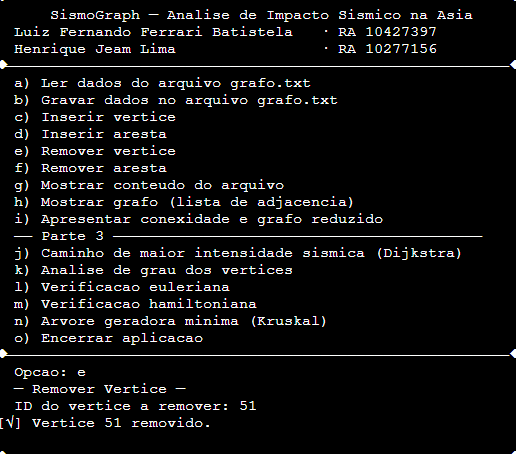 SismoGraph — Analise de Impacto Sismico na Asia
Luiz Fernando Ferrari Batistela · RA 10427397
Henrique Jeam Lima · RA 10277156
a) Ler dados do arquivo grafo.txt
b) Gravar dados no arquivo grafo.txt
c) Inserir vertice
d) Inserir aresta
e) Remover vertice
f) Remover aresta
g) Mostrar conteudo do arquivo
h) Mostrar grafo (lista de adjacencia)
i) Apresentar conexidade e grafo reduzido
—— Parte 3 ——
j) Caminho de maior intensidade sismica (Dijkstra)
k) Analise de grau dos vertices
l) Verificacao euleriana
m) Verificacao hamiltoniana
n) Arvore geradora minima (Kruskal)
o) Encerrar aplicacao
Opcao: e
— Remover Vertice —
ID do vertice a remover: 51
[√] Vertice 51 removido.